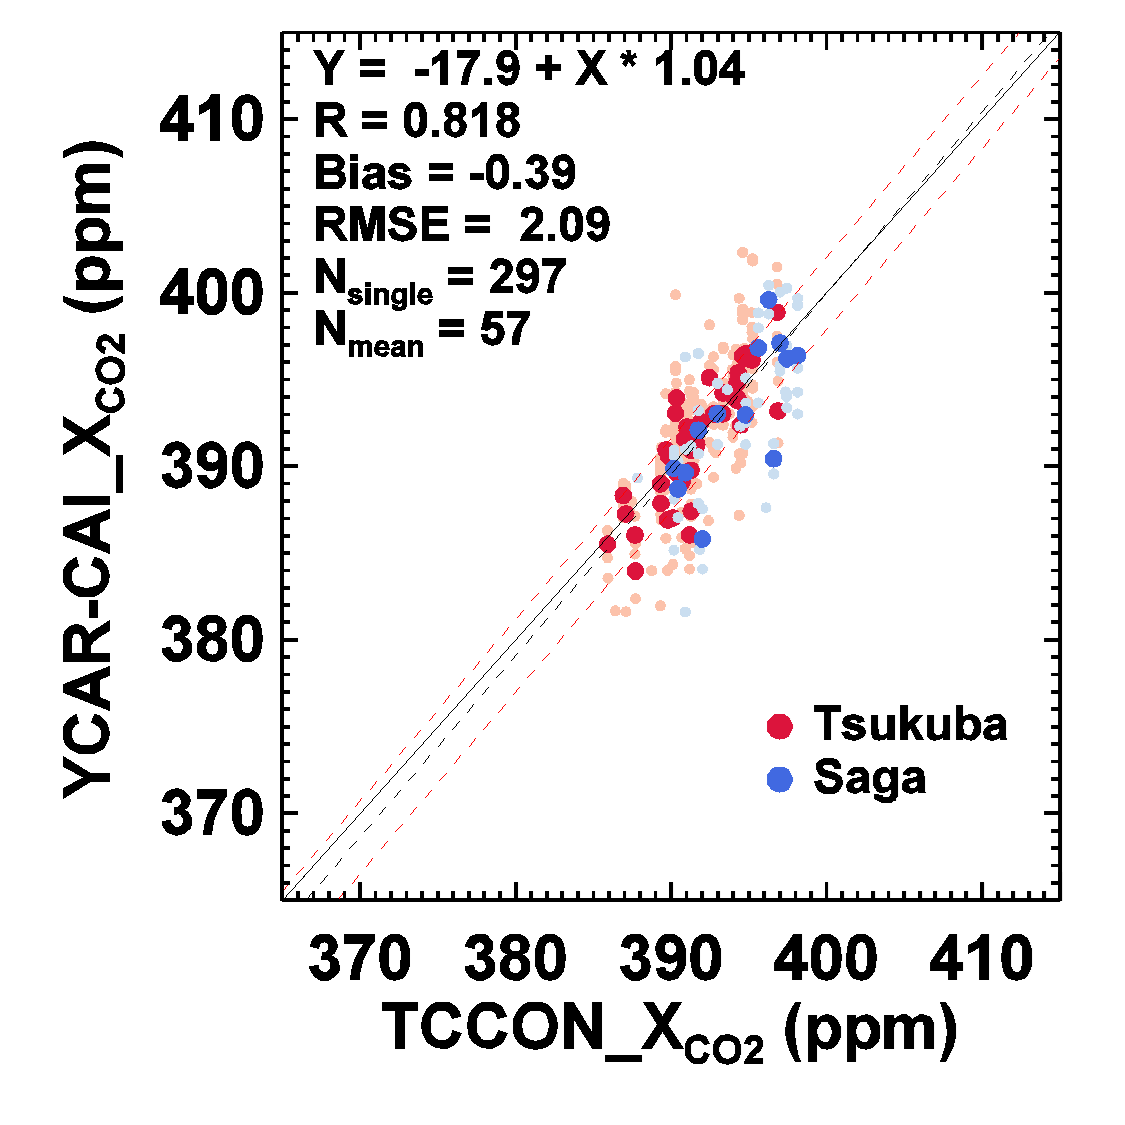 Y = -17.9 + X * 1.04
R = 0.818
Bias = -0.39
RMSE = 2.09
Nsingle = 297
Nmean = 57
410
400
390
380
370
YCAR-CAI_XCO2 (ppm)
Tsukuba
Saga
370 380 390 400 410
TCCON_XCO2 (ppm)